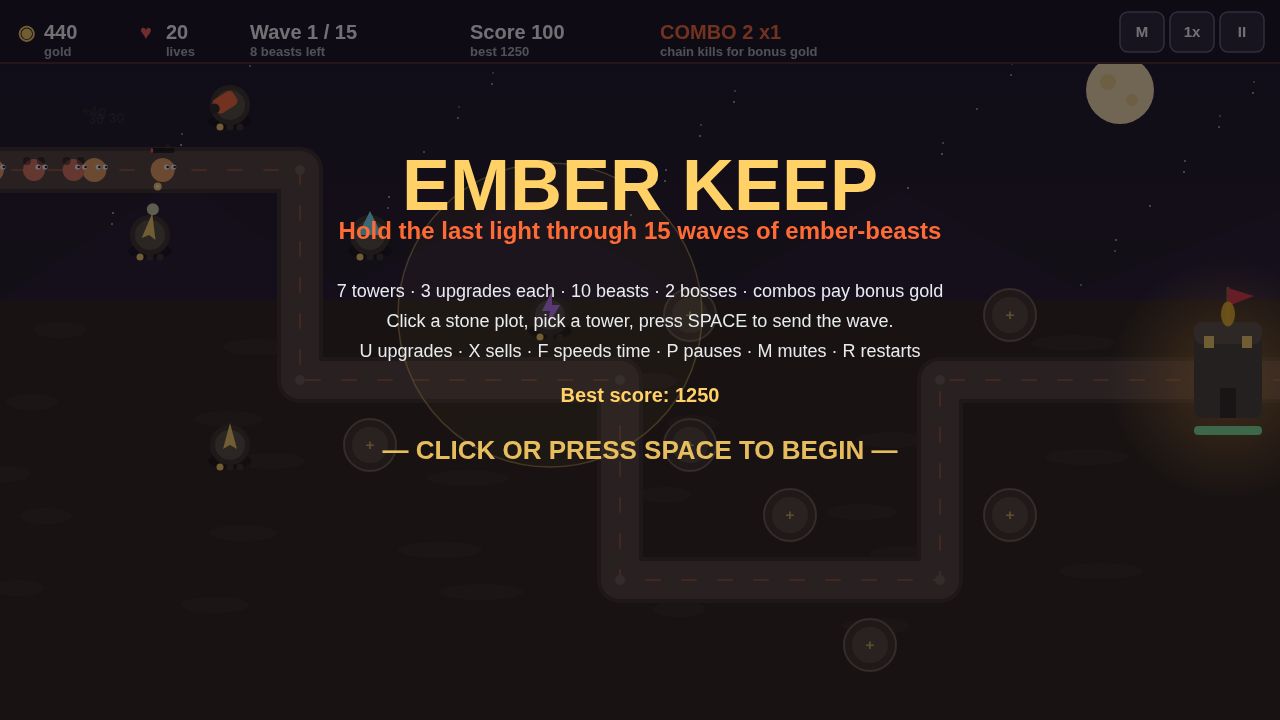 440
gold
20
lives
Wave 1 / 15
8 beasts left
Score 100
best 1250
COMBO 2 x1
chain kills for bonus gold
M
1x
II
EMBER KEEP
Hold the last light through 15 waves of ember-beasts
7 towers · 3 upgrades each · 10 beasts · 2 bosses · combos pay bonus gold
Click a stone plot, pick a tower, press SPACE to send the wave.
U upgrades · X sells · F speeds time · P pauses · M mutes · R restarts
Best score: 1250
— CLICK OR PRESS SPACE TO BEGIN —